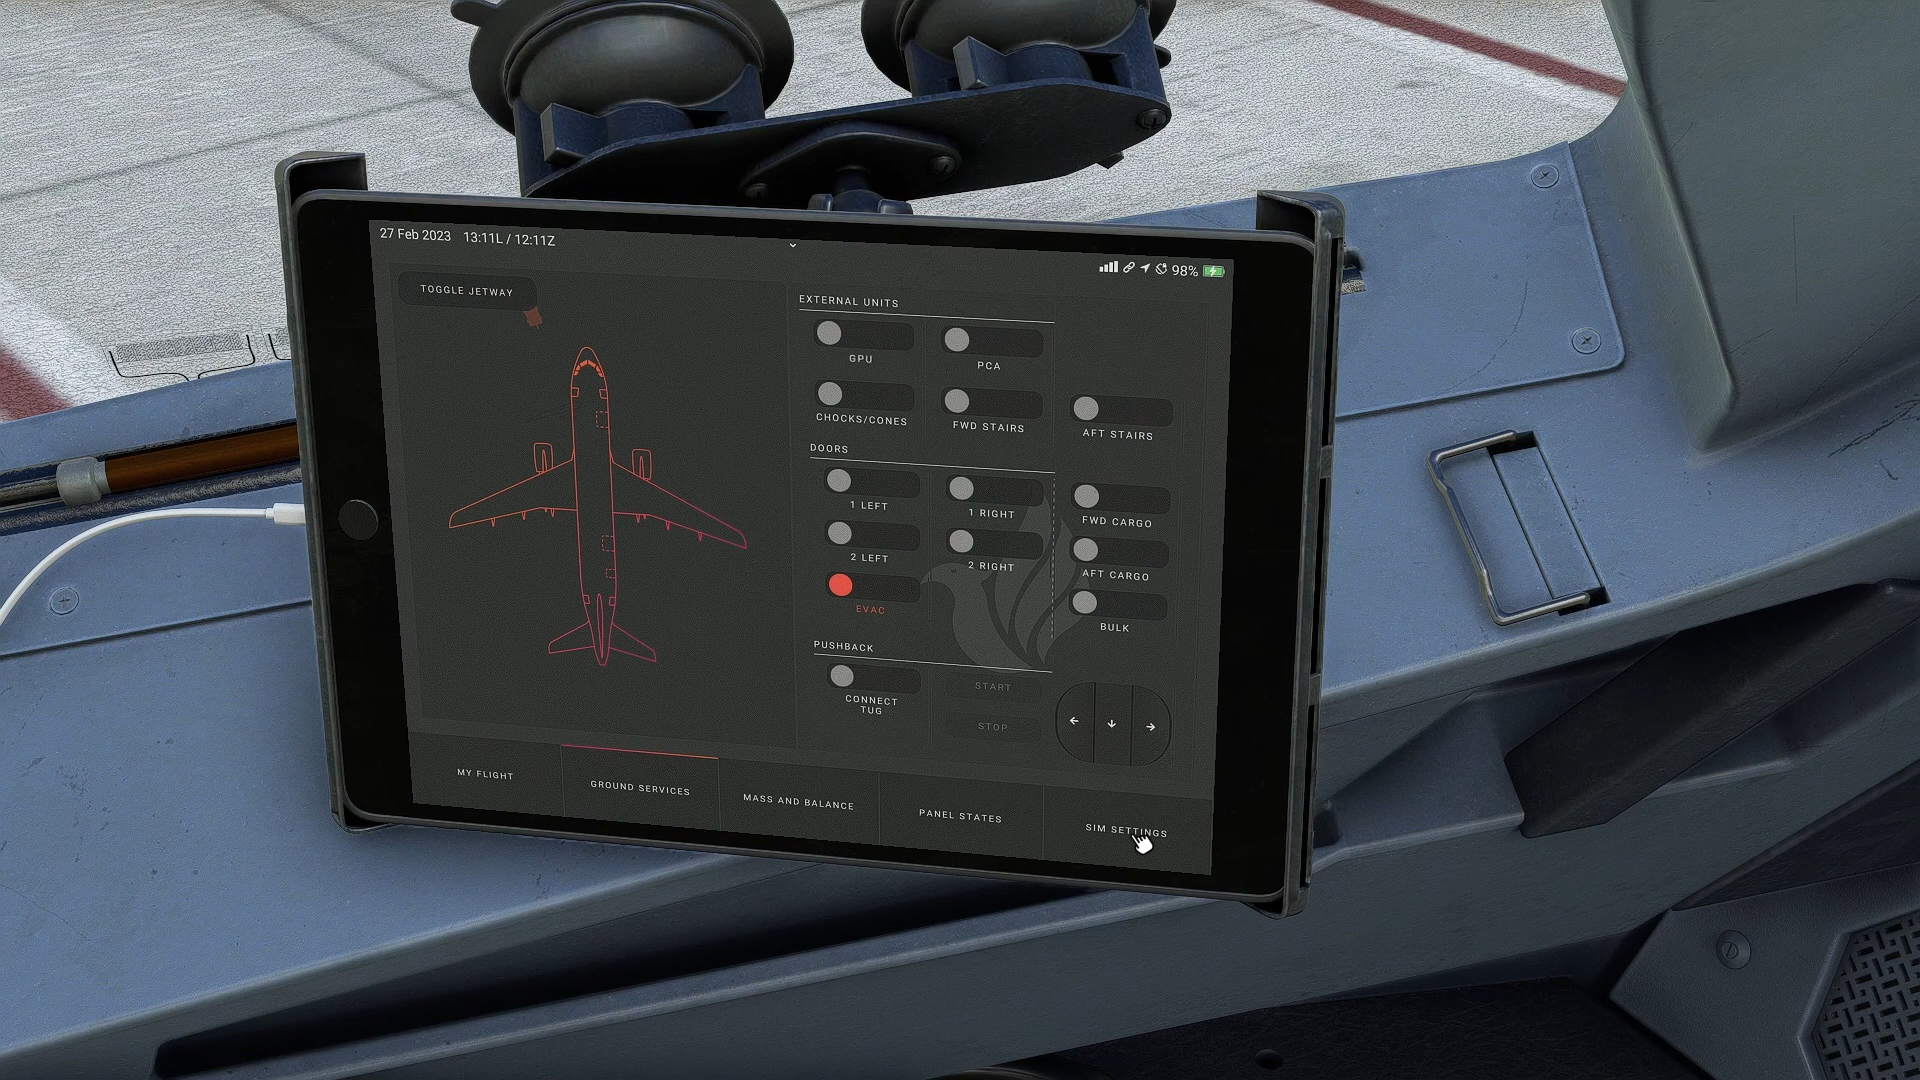 27 Feb 2023 13:11L / 12:11Z
98%
TOGGLE JETWAY
EXTERNAL UNITS
GPU
PCA
CHOCKS/CONES
FWD STAIRS
AFT STAIRS
DOORS
1 LEFT
1 RIGHT
FWD CARGO
2 LEFT
2 RIGHT
AFT CARGO
EVAC
BULK
PUSHBACK
CONNECT
TUG
START
STOP
MY FLIGHT
GROUND SERVICES
MASS AND BALANCE
PANEL STATES
SIM SETTINGS